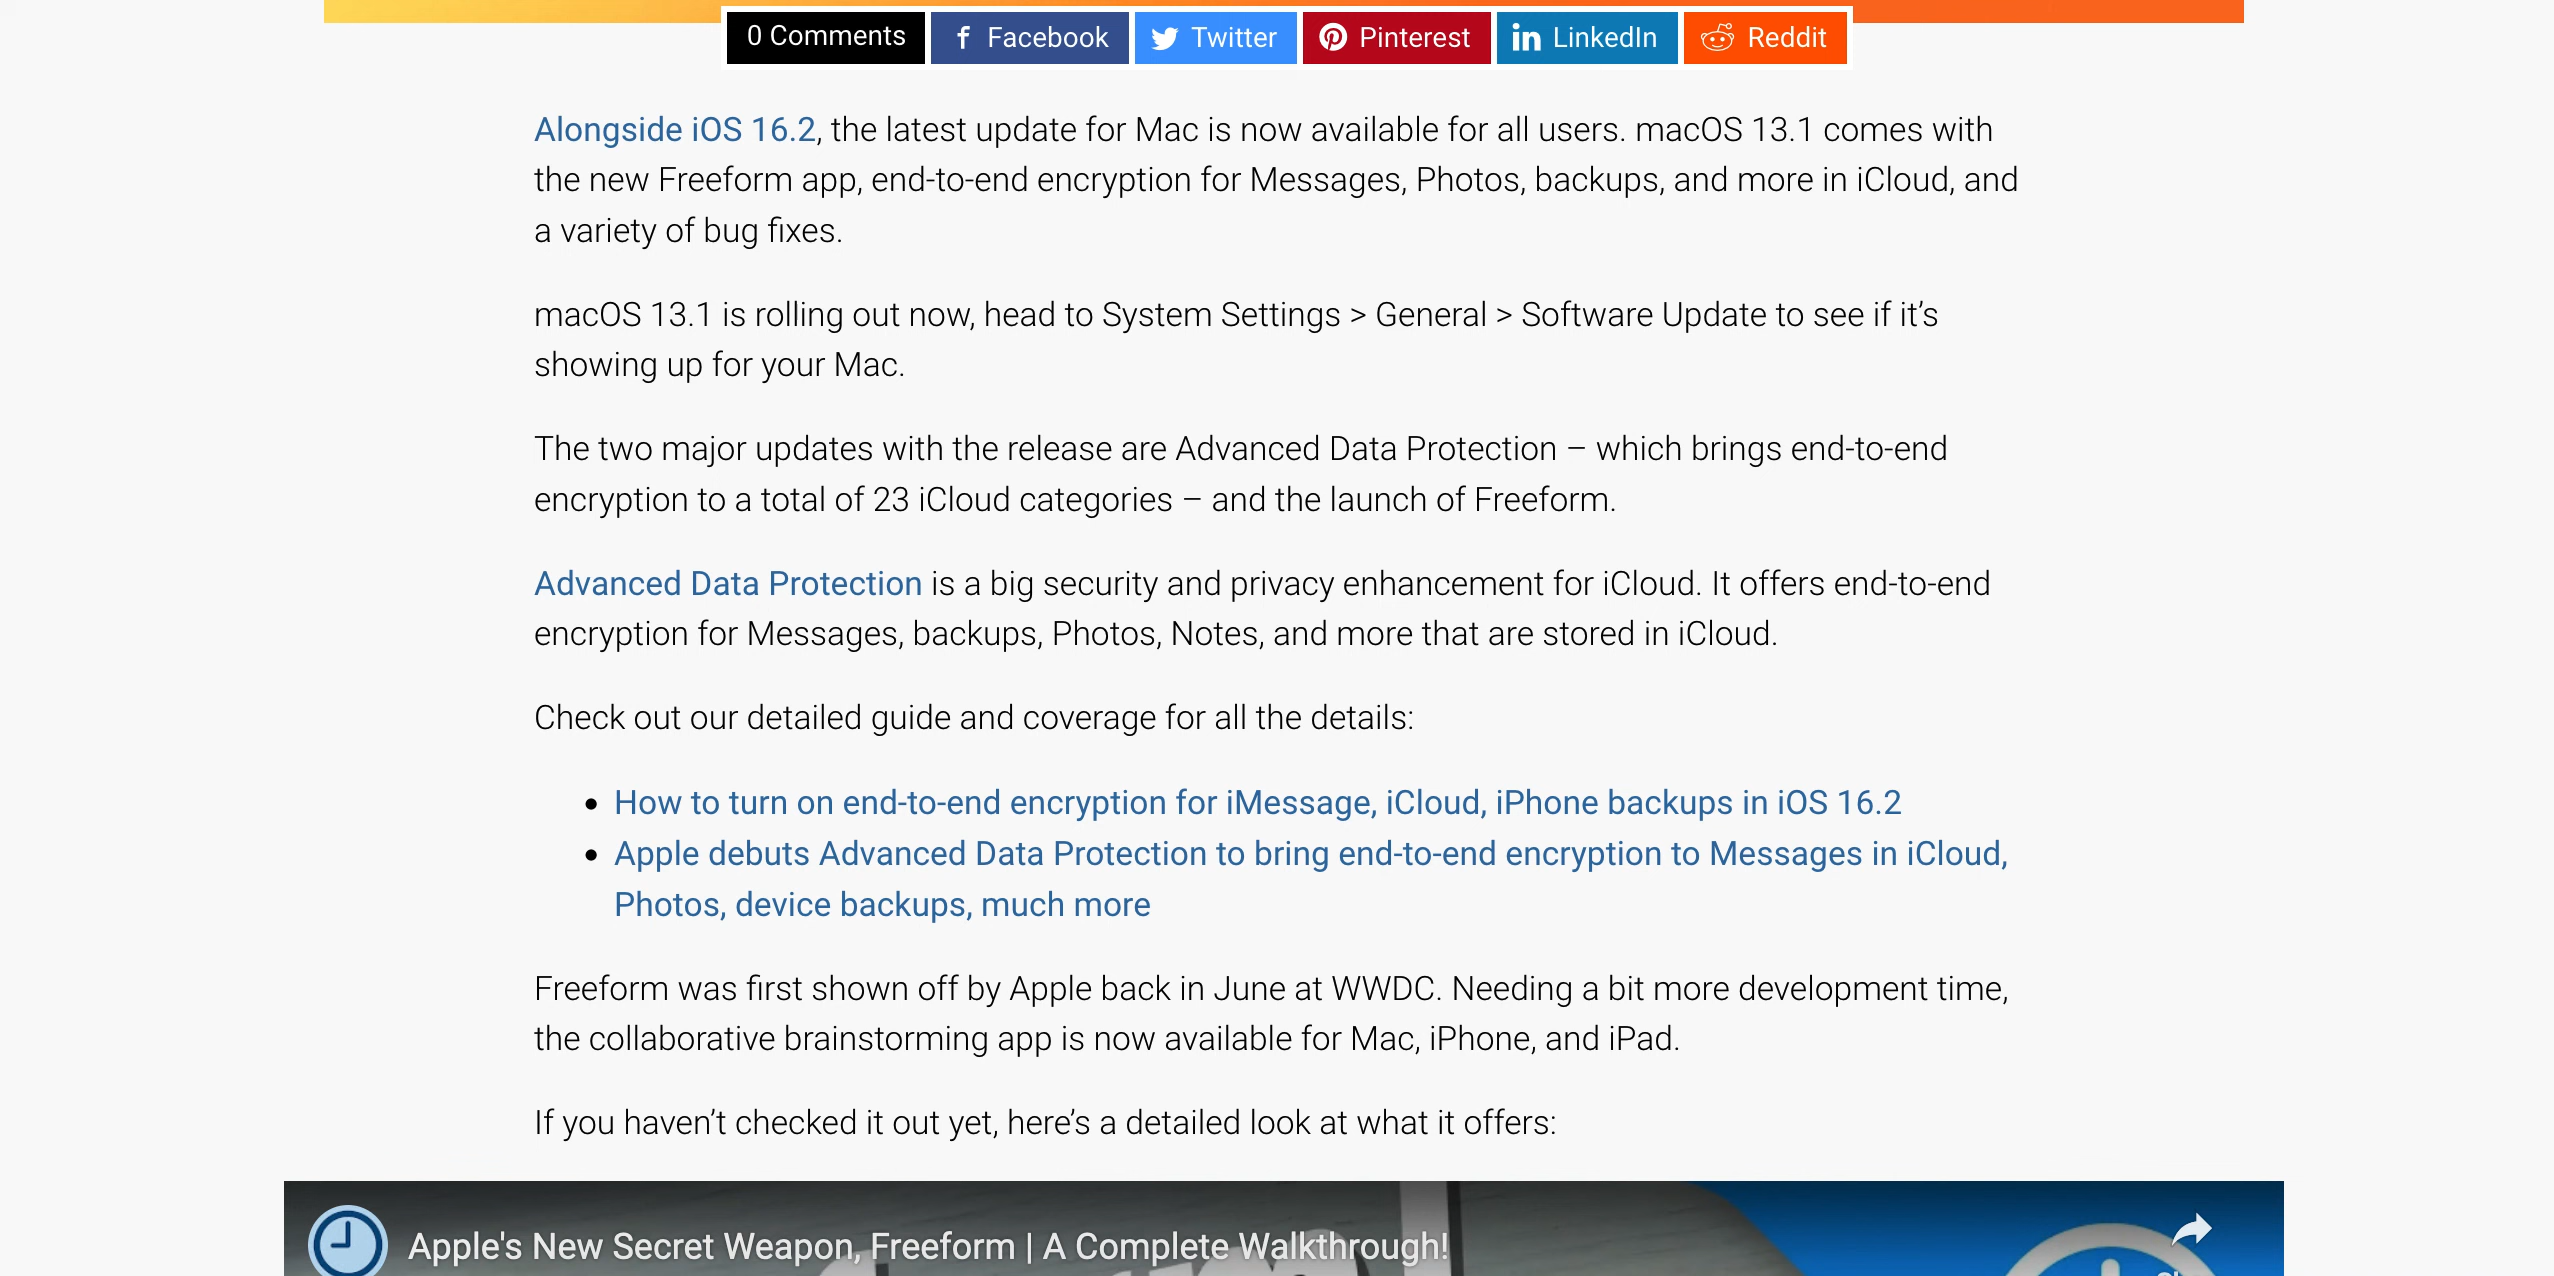 0 Comments Facebook Twitter Pinterest LinkedIn Reddit
Alongside iOS 16.2, the latest update for Mac is now available for all users. macOS 13.1 comes with
the new Freeform app, end-to-end encryption for Messages, Photos, backups, and more in iCloud, and
a variety of bug fixes.
macOS 13.1 is rolling out now, head to System Settings > General > Software Update to see if it’s
showing up for your Mac.
The two major updates with the release are Advanced Data Protection – which brings end-to-end
encryption to a total of 23 iCloud categories – and the launch of Freeform.
Advanced Data Protection is a big security and privacy enhancement for iCloud. It offers end-to-end
encryption for Messages, backups, Photos, Notes, and more that are stored in iCloud.
Check out our detailed guide and coverage for all the details:
• How to turn on end-to-end encryption for iMessage, iCloud, iPhone backups in iOS 16.2
• Apple debuts Advanced Data Protection to bring end-to-end encryption to Messages in iCloud,
Photos, device backups, much more
Freeform was first shown off by Apple back in June at WWDC. Needing a bit more development time,
the collaborative brainstorming app is now available for Mac, iPhone, and iPad.
If you haven’t checked it out yet, here’s a detailed look at what it offers:
Apple's New Secret Weapon, Freeform | A Complete Walkthrough!